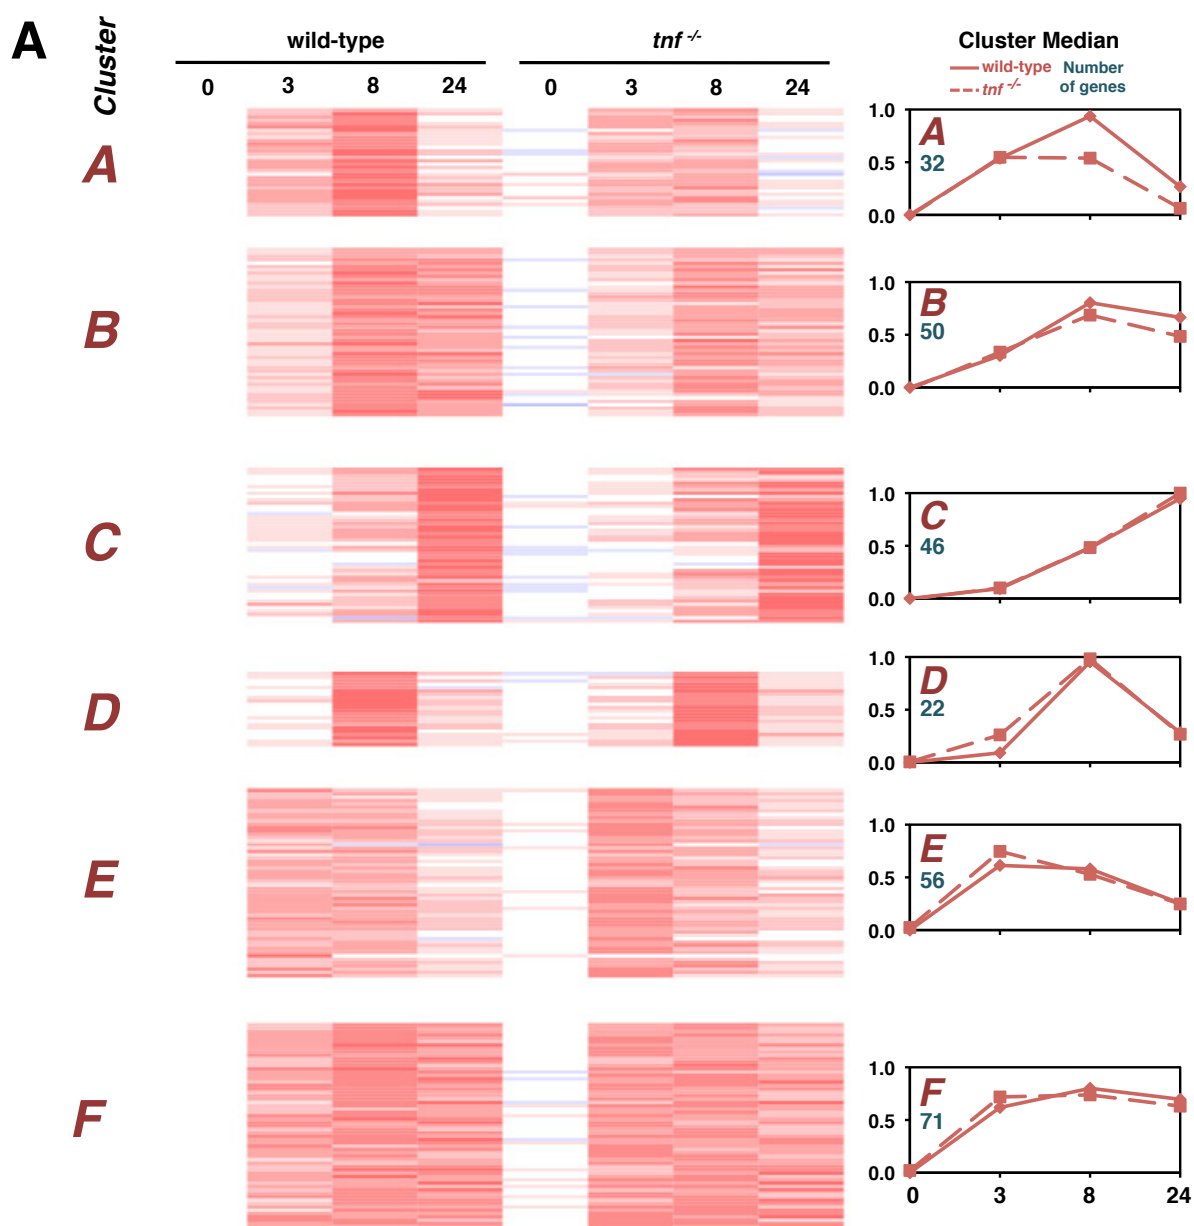 A
Cluster
wild-type
tnf -/-
Cluster Median
wild-type
tnf -/-
Number
of genes
0 3 8 24 0 3 8 24
A
1.0
0.5
0.0
A
32
B
1.0
0.5
0.0
B
50
C
1.0
0.5
0.0
C
46
D
1.0
0.5
0.0
D
22
E
1.0
0.5
0.0
E
56
F
1.0
0.5
0.0
F
71
0 3 8 24